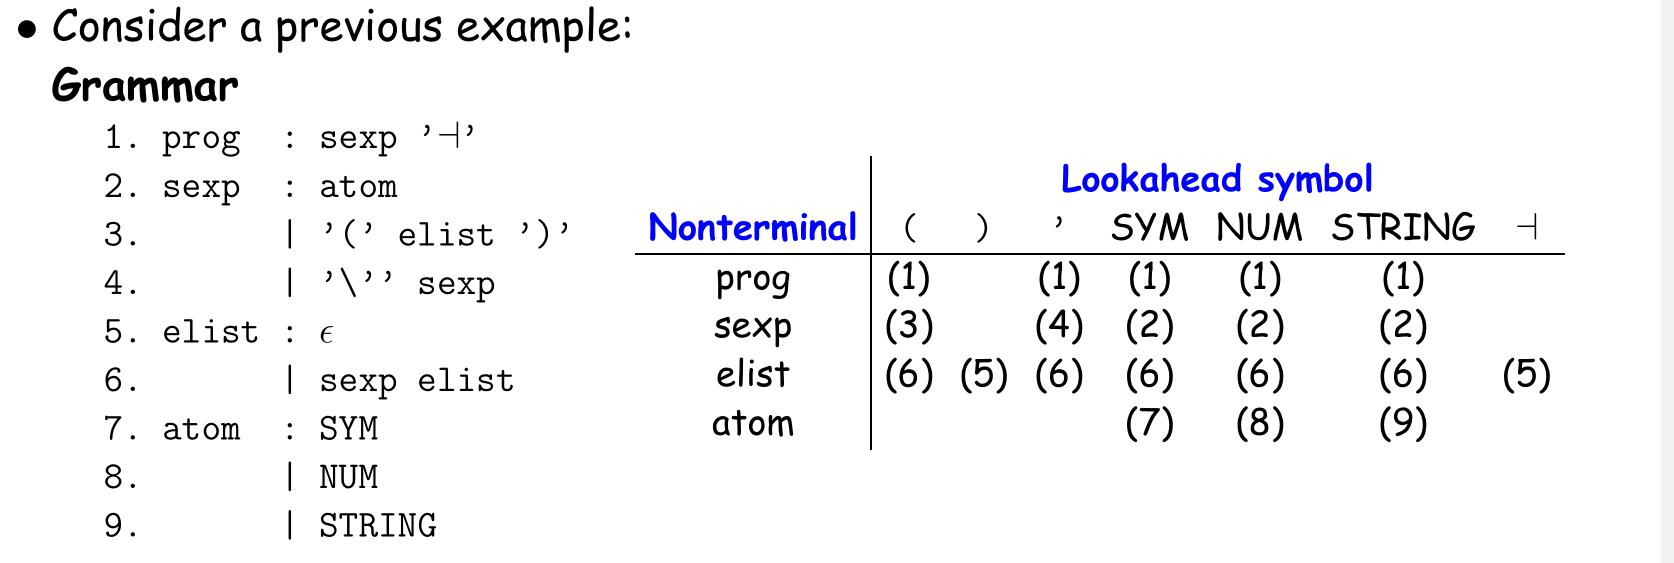 • Consider a previous example:
Grammar
1. prog : sexp '⊣'
2. sexp : atom
3. | '(' elist ')'
4. | '\'' sexp
5. elist : ϵ
6. | sexp elist
7. atom : SYM
8. | NUM
9. | STRING
Lookahead symbol
Nonterminal ( ) ' SYM NUM STRING ⊣
prog (1) (1) (1) (1) (1)
sexp (3) (4) (2) (2) (2)
elist (6) (5) (6) (6) (6) (6) (5)
atom (7) (8) (9)